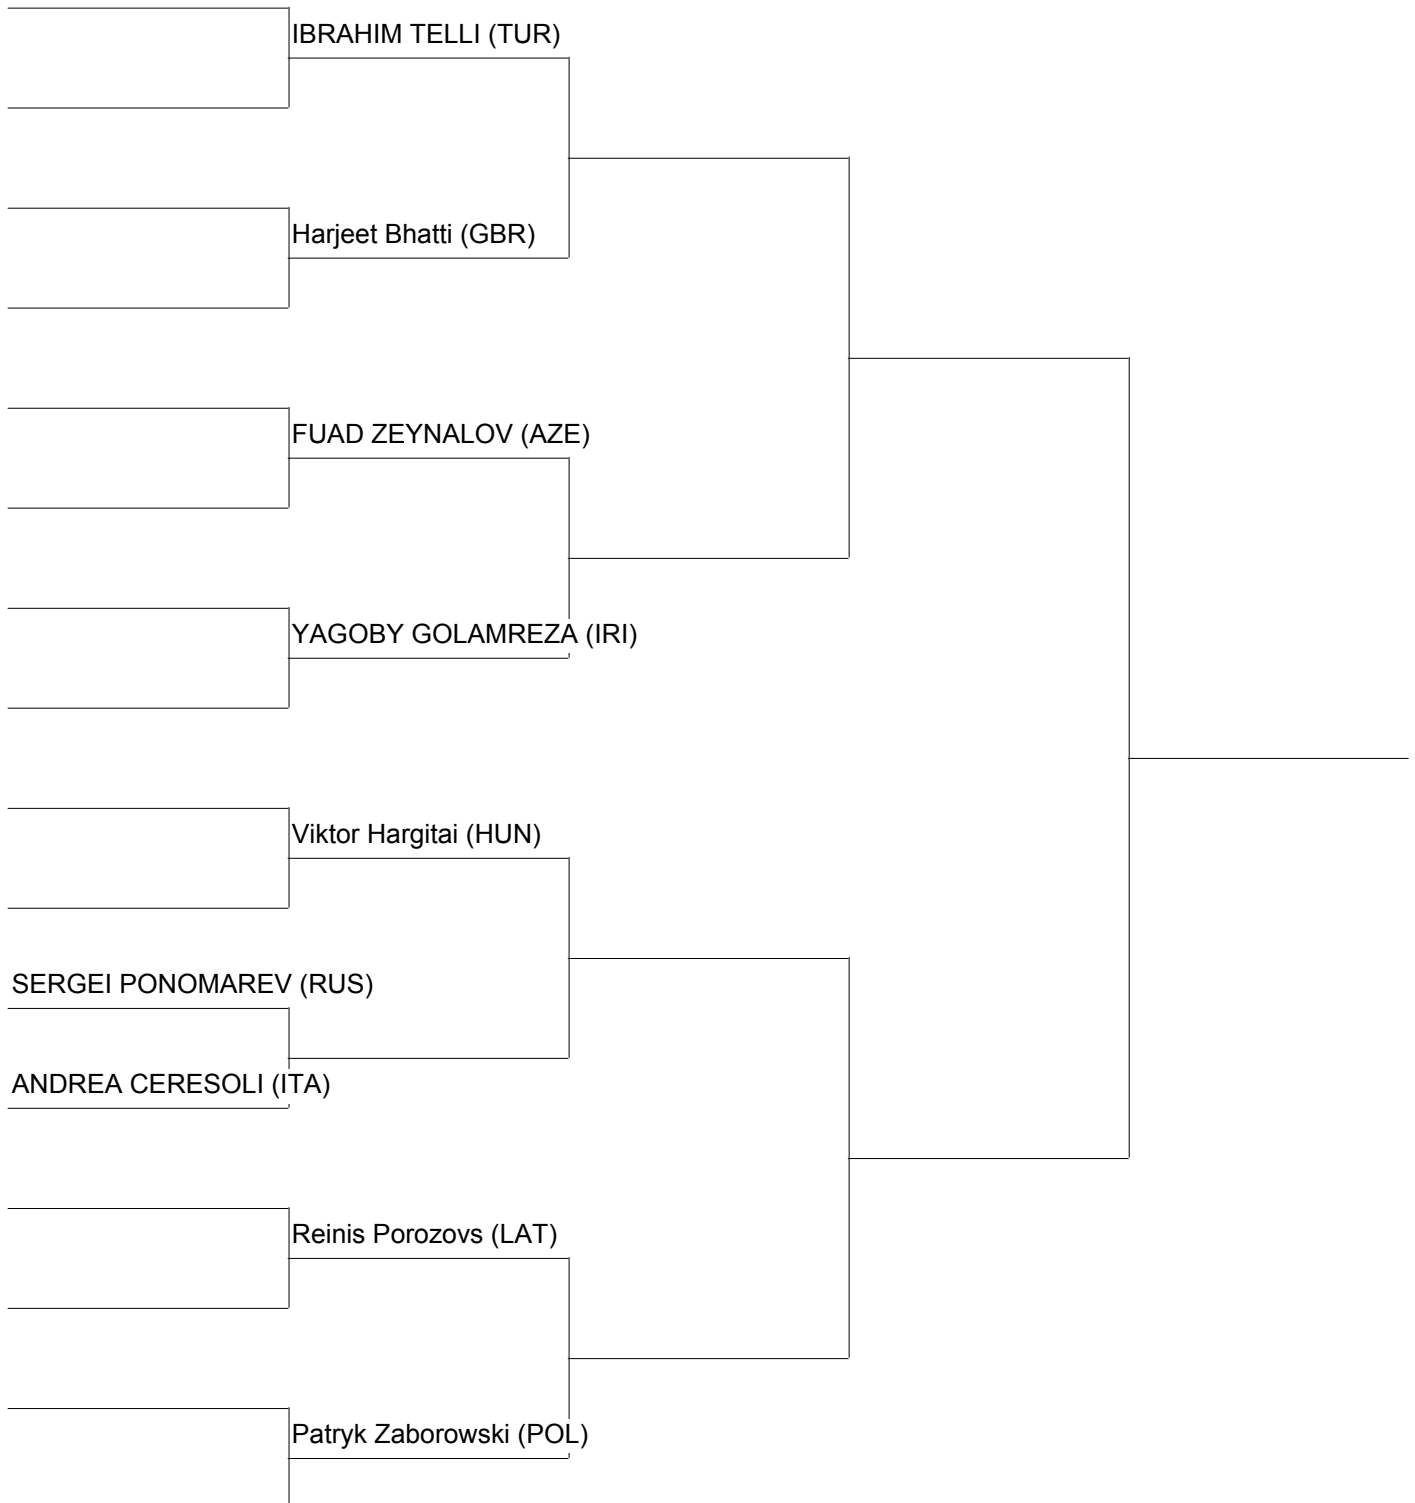 IBRAHIM TELLI (TUR)
Harjeet Bhatti (GBR)
FUAD ZEYNALOV (AZE)
YAGOBY GOLAMREZA (IRI)
Viktor Hargitai (HUN)
SERGEI PONOMAREV (RUS)
ANDREA CERESOLI (ITA)
Reinis Porozovs (LAT)
Patryk Zaborowski (POL)